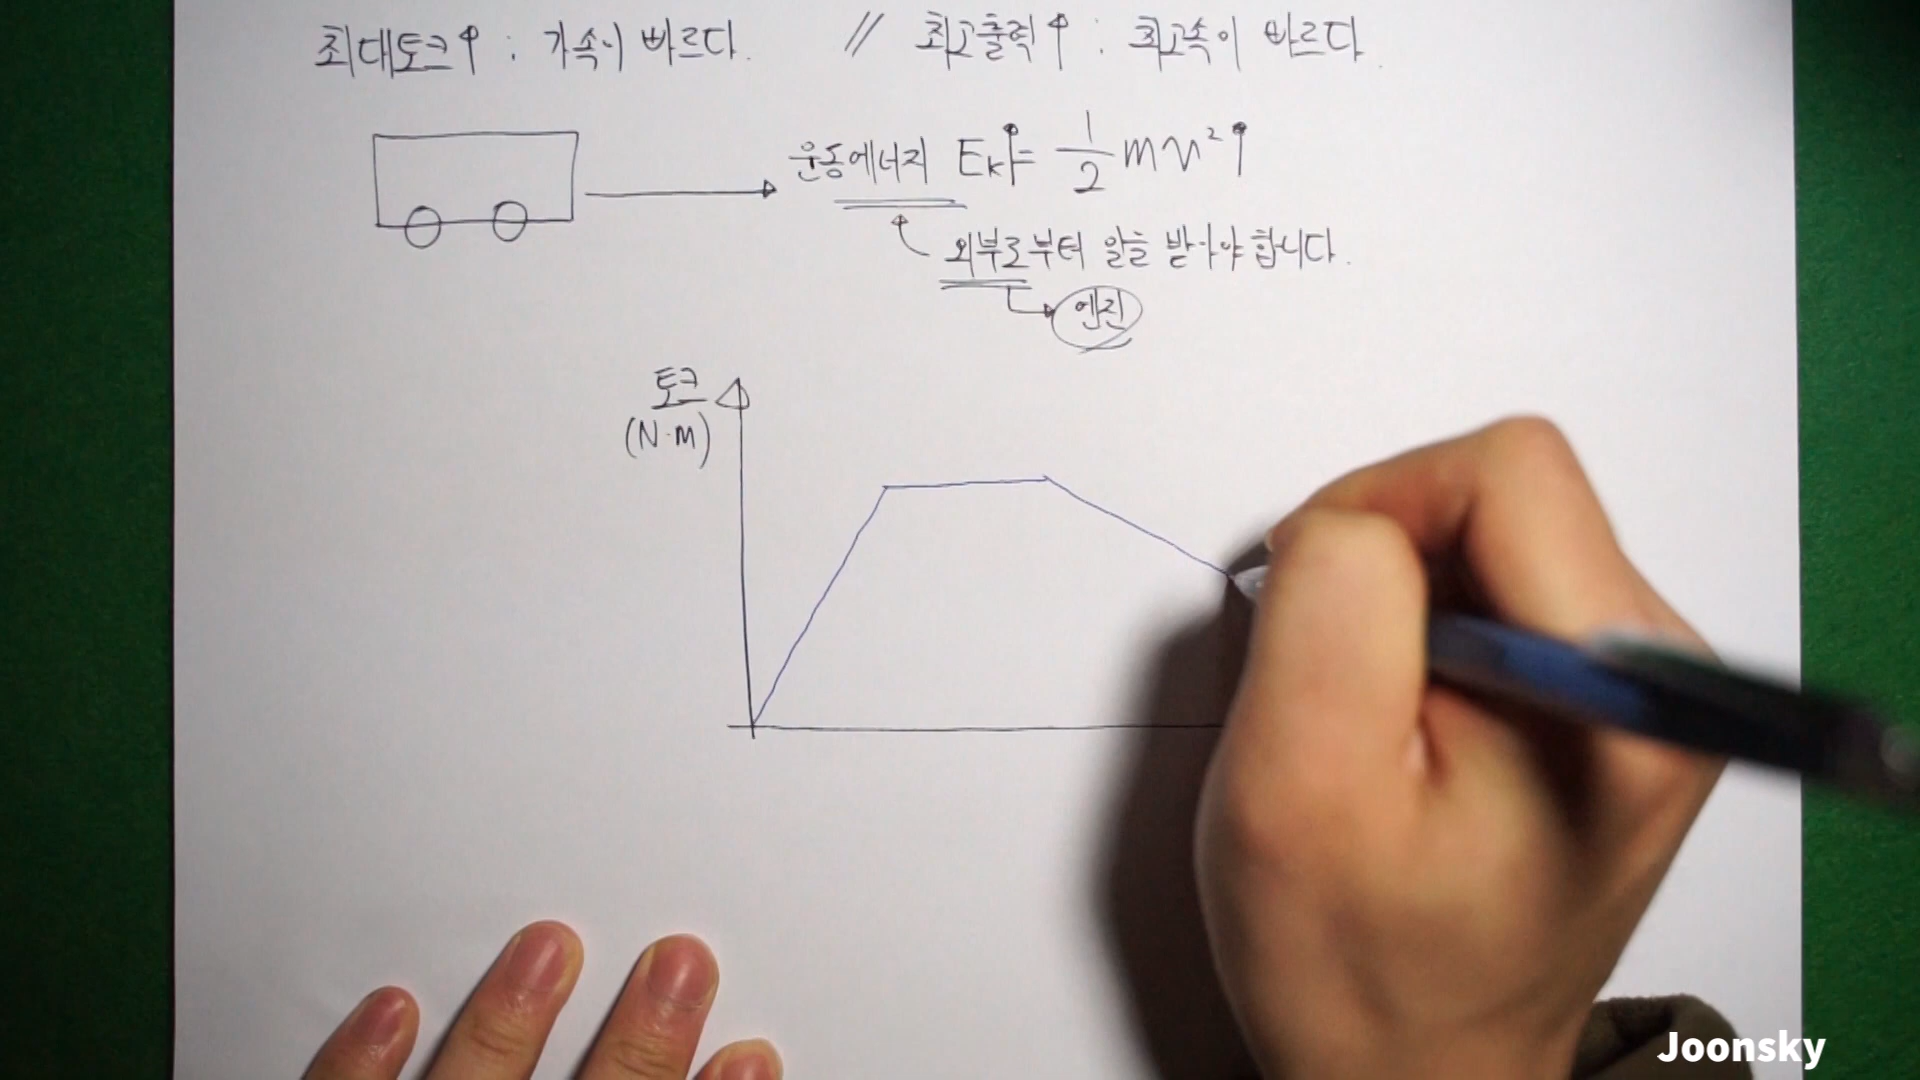 최대토크↑ : 가속이 빠르다. // 최고출력↑ : 최고속이 빠르다.
운동에너지 Ek↑= 1/2 mv²↑
외부로부터 일을 받아야 합니다.
엔진
토크
(N·m)
Joonsky